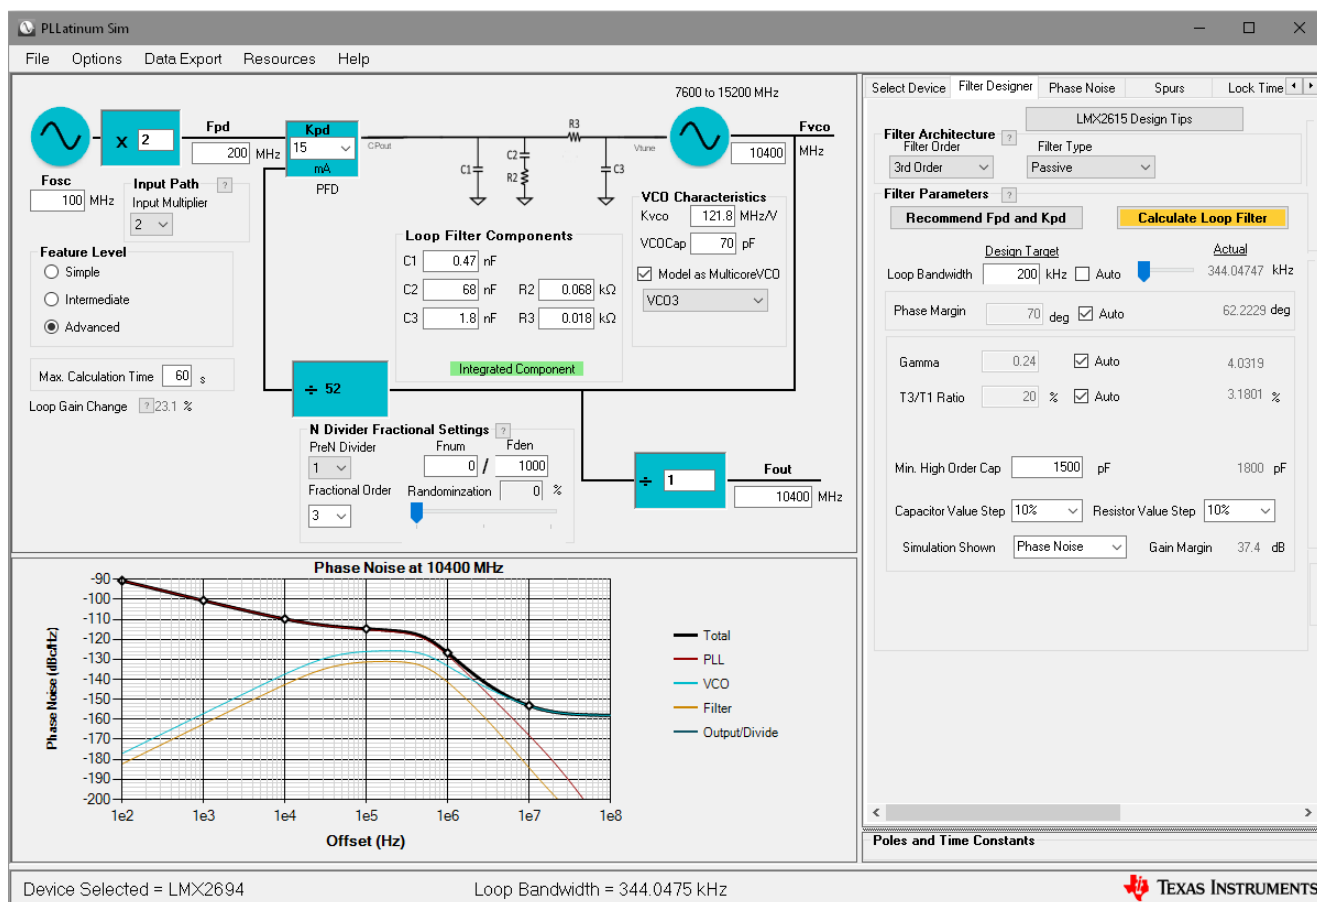 PLLatinum Sim
File Options Data Export Resources Help
7600 to 15200 MHz
x 2
Fpd
200 MHz
Kpd
15
mA
PFD
CPout
C1
C2
R2
R3
C3
Vtune
Fvco
10400
MHz
Fosc
100 MHz
Input Path ?
Input Multiplier
2
Feature Level
Simple
Intermediate
Advanced
Max. Calculation Time 60 s
Loop Gain Change ? 23.1 %
Loop Filter Components
C1 0.47 nF
C2 68 nF R2 0.068 kΩ
C3 1.8 nF R3 0.018 kΩ
Integrated Component
VCO Characteristics
Kvco 121.8 MHz/V
VCOCap 70 pF
Model as MulticoreVCO
VCO3
÷ 52
N Divider Fractional Settings ?
PreN Divider Fnum Fden
1 0 / 1000
Fractional Order Randominzation 0 %
3
÷ 1
Fout
10400 MHz
Phase Noise at 10400 MHz
Phase Noise (dBc/Hz)
-90
-100
-110
-120
-130
-140
-150
-160
-170
-180
-190
-200
1e2 1e3 1e4 1e5 1e6 1e7 1e8
Offset (Hz)
Total
PLL
VCO
Filter
Output/Divide
Select Device Filter Designer Phase Noise Spurs Lock Time
LMX2615 Design Tips
Filter Architecture ?
Filter Order Filter Type
3rd Order Passive
Filter Parameters ?
Recommend Fpd and Kpd Calculate Loop Filter
Design Target Actual
Loop Bandwidth 200 kHz Auto 344.04747 kHz
Phase Margin 70 deg Auto 62.2229 deg
Gamma 0.24 Auto 4.0319
T3/T1 Ratio 20 % Auto 3.1801 %
Min. High Order Cap 1500 pF 1800 pF
Capacitor Value Step 10% Resistor Value Step 10%
Simulation Shown Phase Noise Gain Margin 37.4 dB
Poles and Time Constants
Device Selected = LMX2694 Loop Bandwidth = 344.0475 kHz TEXAS INSTRUMENTS